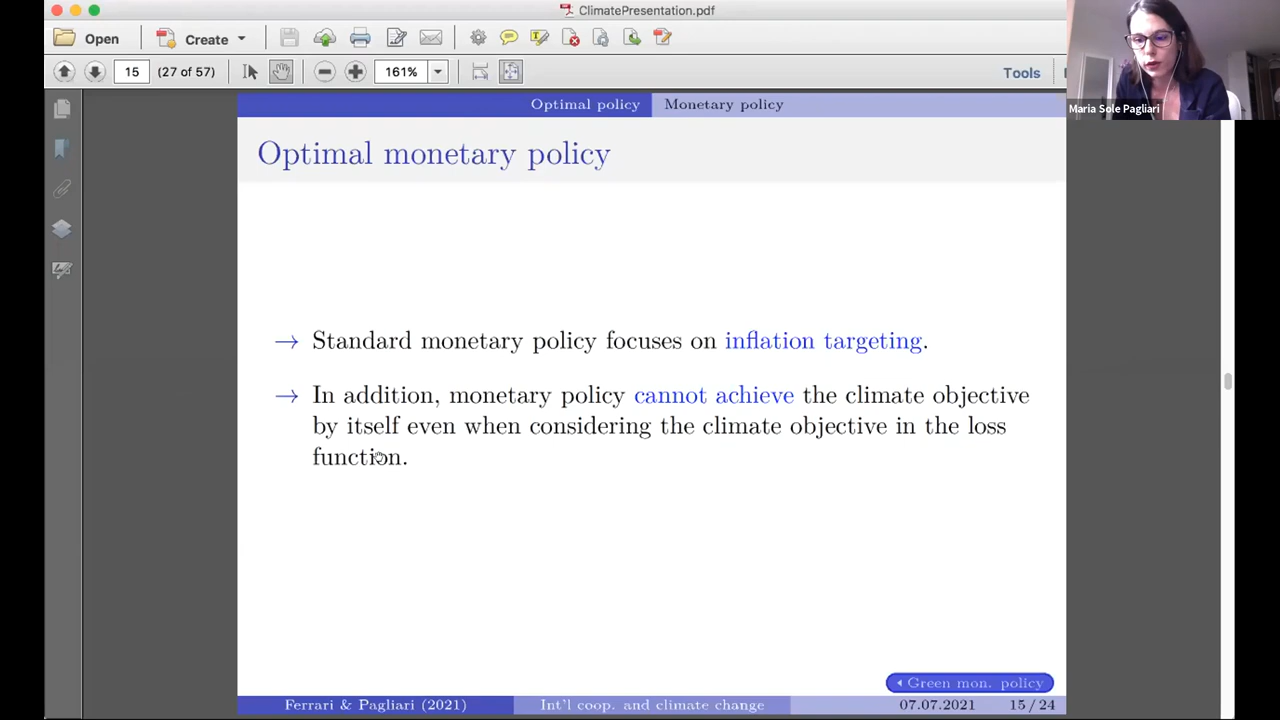 ClimatePresentation.pdf
Open
Create
161%
15
(27 of 57)
Tools
Maria Sole Pagliari
Optimal policy
Monetary policy
Optimal monetary policy
→ Standard monetary policy focuses on inflation targeting.
→ In addition, monetary policy cannot achieve the climate objective
by itself even when considering the climate objective in the loss
function.
Green mon. policy
Ferrari & Pagliari (2021)
Int'l coop. and climate change
07.07.2021
15/24